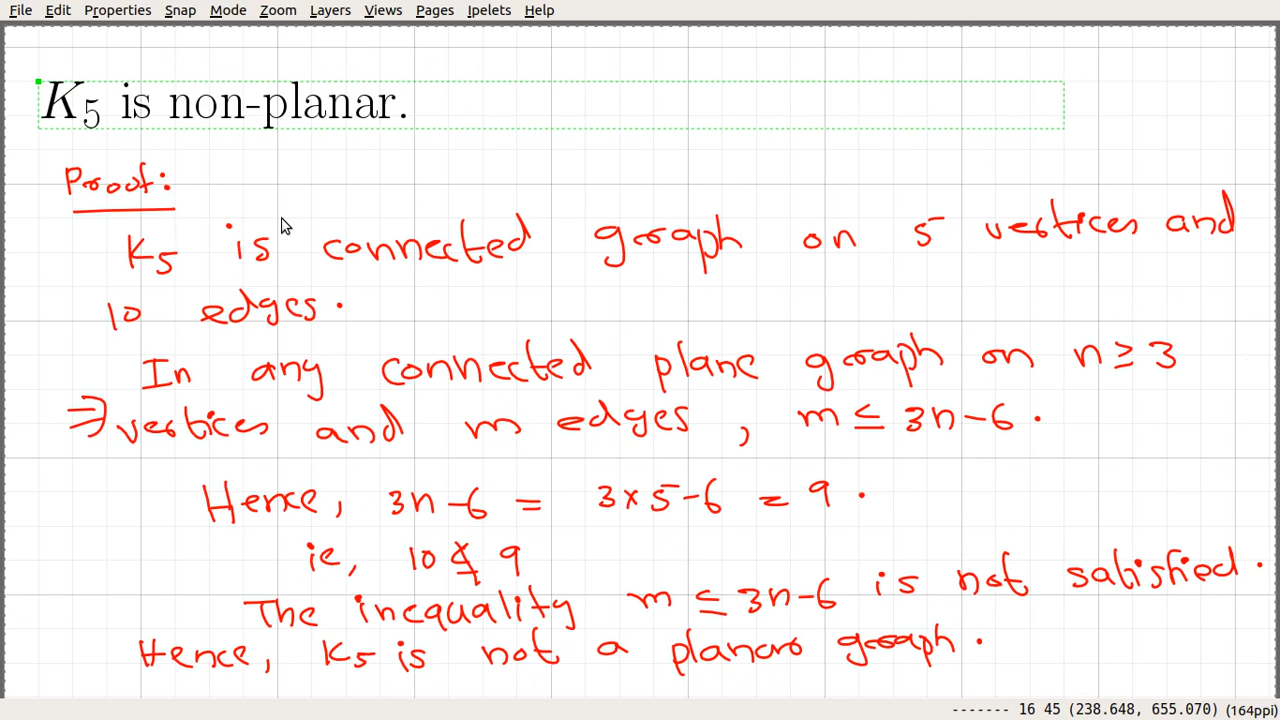 File Edit Properties Snap Mode Zoom Layers Views Pages Ipelets Help
K₅ is non-planar.
Proof:
K₅ is connected graph on 5 vertices and
10 edges.
In any connected plane graph on n ≥ 3
⇒ vertices and m edges, m ≤ 3n-6.
Hence, 3n-6 = 3×5-6 = 9.
ie, 10 ≰ 9
The inequality m ≤ 3n-6 is not satisfied.
Hence, K₅ is not a planar graph.
------- 16 45 (238.648, 655.070) (164ppi)